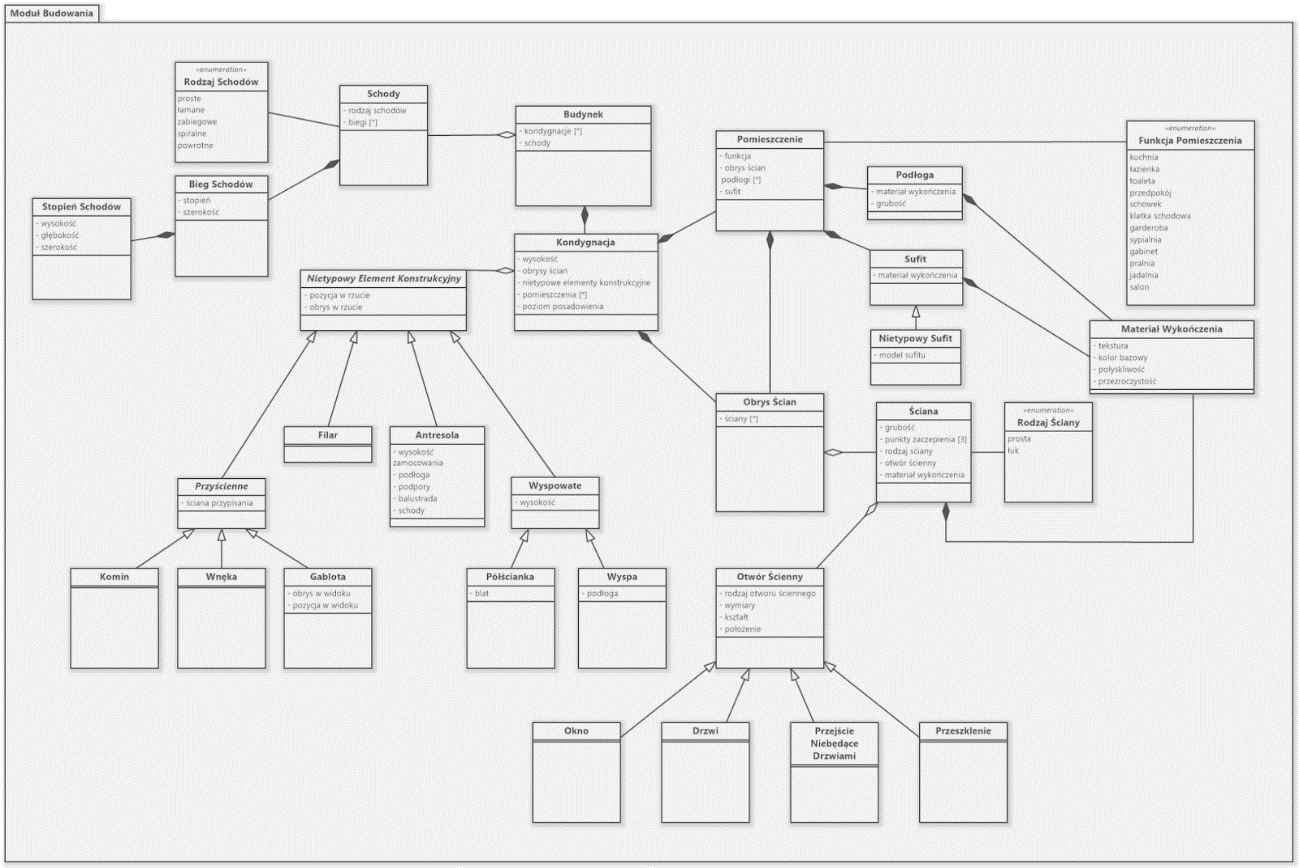 Moduł Budowania
«enumeration»
Rodzaj Schodów
proste
łamane
zabiegowe
spiralne
powrotne
Schody
- rodzaj schodów
- biegi [*]
Budynek
- kondygnacje [*]
- schody
Pomieszczenie
- funkcja
- obrys ścian
podłogi [*]
- sufit
«enumeration»
Funkcja Pomieszczenia
kuchnia
łazienka
toaleta
przedpokój
schowek
klatka schodowa
garderoba
sypialnia
gabinet
pralnia
jadalnia
salon
Podłoga
- materiał wykończenia
- grubość
Bieg Schodów
- stopień
- szerokość
Stopień Schodów
- wysokość
- głębokość
- szerokość
Kondygnacja
- wysokość
- obrysy ścian
- nietypowe elementy konstrukcyjne
- pomieszczenia [*]
- poziom posadowienia
Sufit
- materiał wykończenia
Nietypowy Element Konstrukcyjny
- pozycja w rzucie
- obrys w rzucie
Nietypowy Sufit
- model sufitu
Materiał Wykończenia
- tekstura
- kolor bazowy
- połyskliwość
- przezroczystość
Obrys Ścian
- ściany [*]
Ściana
- grubość
- punkty zaczepienia [3]
- rodzaj ściany
- otwór ścienny
- materiał wykończenia
«enumeration»
Rodzaj Ściany
prosta
łuk
Filar
Antresola
- wysokość
zamocowania
- podłoga
- podpory
- balustrada
- schody
Przyścienne
- ściana przypisania
Wyspowate
- wysokość
Komin
Wnęka
Gablota
- obrys w widoku
- pozycja w widoku
Półścianka
- blat
Wyspa
- podłoga
Otwór Ścienny
- rodzaj otworu ściennego
- wymiary
- kształt
- położenie
Okno
Drzwi
Przejście
Niebędące
Drzwiami
Przeszklenie